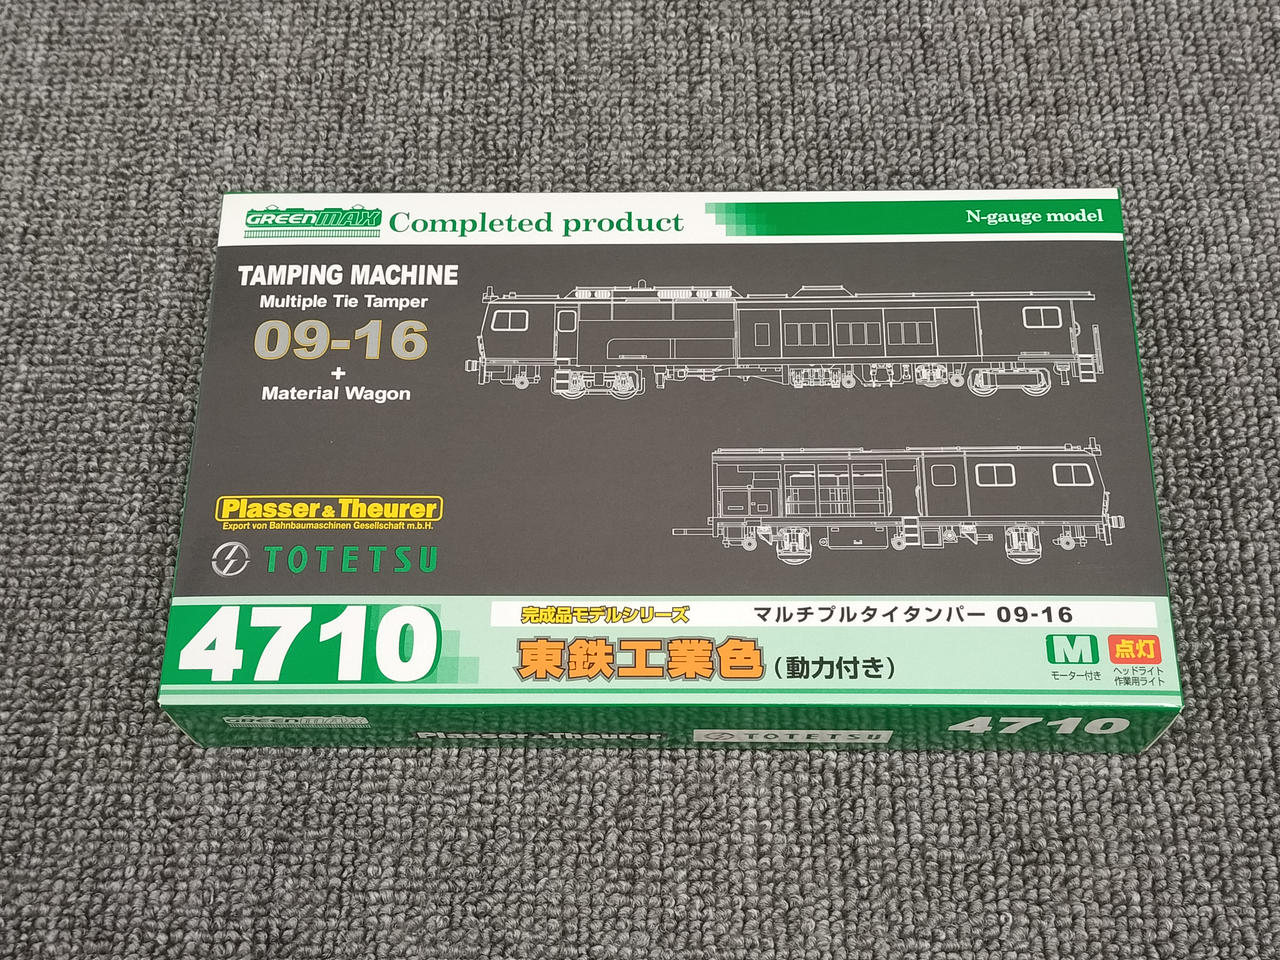 GREENMAX Completed product
N-gauge model
TAMPING MACHINE
Multiple Tie Tamper
09-16
+
Material Wagon
Plasser & Theurer
Export von Bahnbaumaschinen Gesellschaft m.b.H.
TOTETSU
4710
完成品モデルシリーズ マルチプルタイタンパー 09-16
東鉄工業色(動力付き)
M
モーター付き
点灯
ヘッドライト
作業用ライト
GREENMAX
Plasser & Theurer
TOTETSU
4710